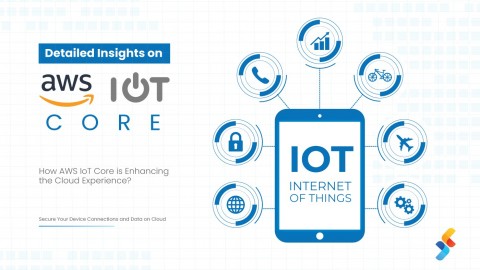 Detailed Insights on
aws IOT
CORE
How AWS IoT Core is Enhancing
the Cloud Experience?
Secure Your Device Connections and Data on Cloud
IOT
INTERNET
OF THINGS